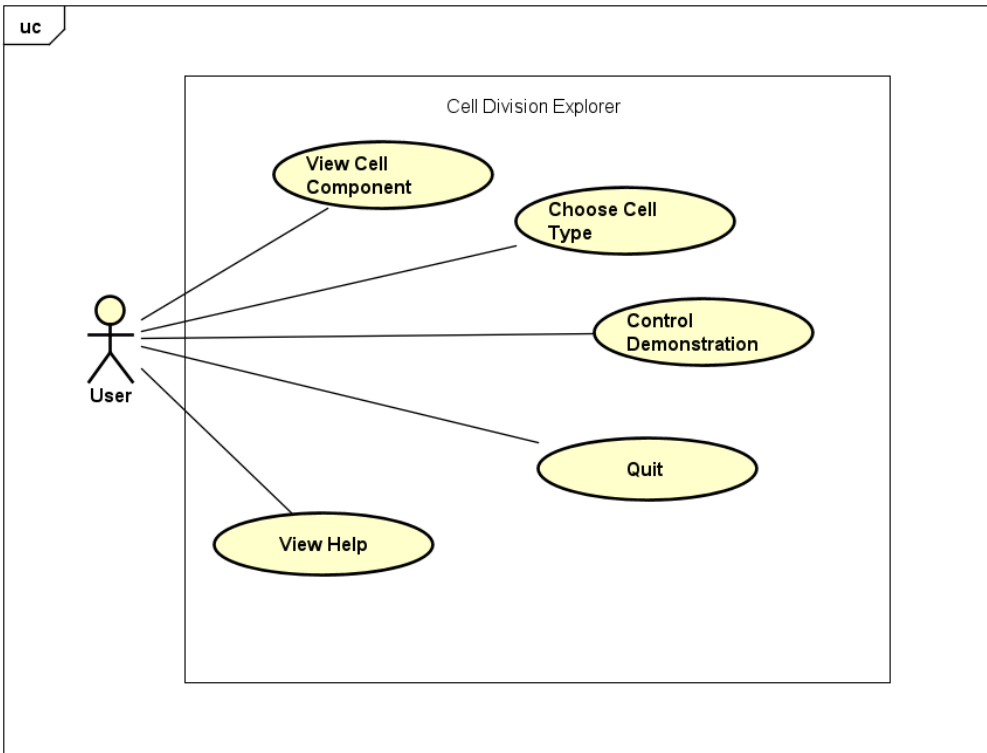 uc
Cell Division Explorer
View Cell
Component
Choose Cell
Type
Control
Demonstration
User
Quit
View Help